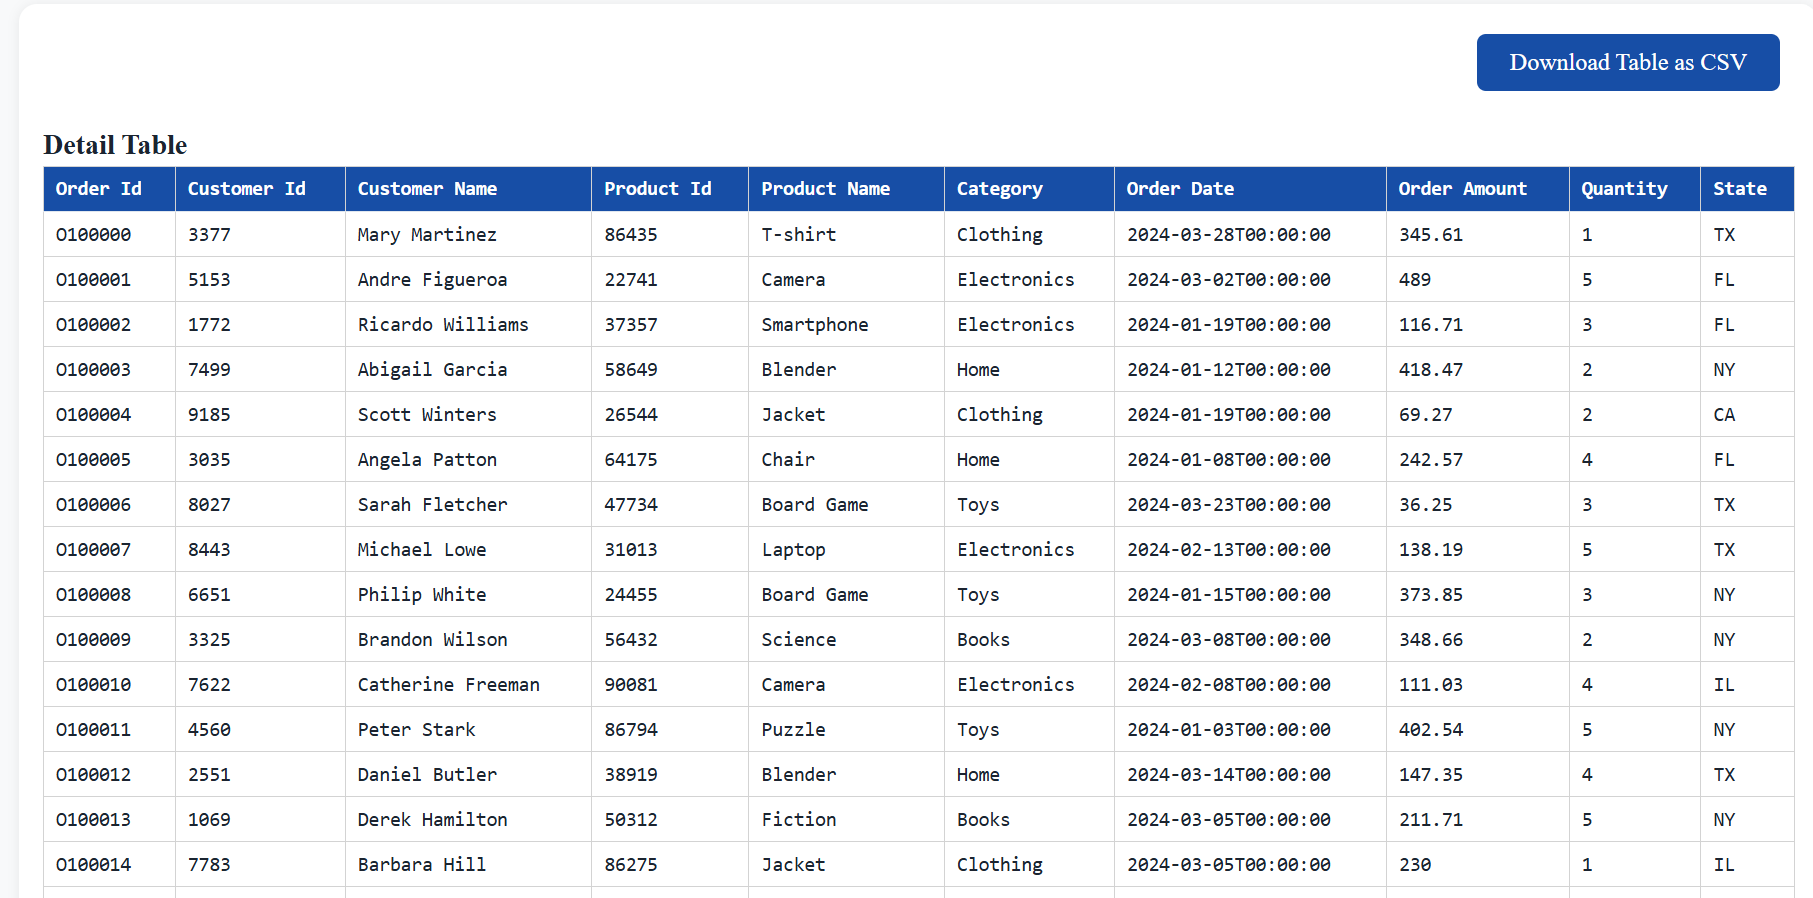 Download Table as CSV
Detail Table
Order Id Customer Id Customer Name Product Id Product Name Category Order Date Order Amount Quantity State
O100000 3377 Mary Martinez 86435 T-shirt Clothing 2024-03-28T00:00:00 345.61 1 TX
O100001 5153 Andre Figueroa 22741 Camera Electronics 2024-03-02T00:00:00 489 5 FL
O100002 1772 Ricardo Williams 37357 Smartphone Electronics 2024-01-19T00:00:00 116.71 3 FL
O100003 7499 Abigail Garcia 58649 Blender Home 2024-01-12T00:00:00 418.47 2 NY
O100004 9185 Scott Winters 26544 Jacket Clothing 2024-01-19T00:00:00 69.27 2 CA
O100005 3035 Angela Patton 64175 Chair Home 2024-01-08T00:00:00 242.57 4 FL
O100006 8027 Sarah Fletcher 47734 Board Game Toys 2024-03-23T00:00:00 36.25 3 TX
O100007 8443 Michael Lowe 31013 Laptop Electronics 2024-02-13T00:00:00 138.19 5 TX
O100008 6651 Philip White 24455 Board Game Toys 2024-01-15T00:00:00 373.85 3 NY
O100009 3325 Brandon Wilson 56432 Science Books 2024-03-08T00:00:00 348.66 2 NY
O100010 7622 Catherine Freeman 90081 Camera Electronics 2024-02-08T00:00:00 111.03 4 IL
O100011 4560 Peter Stark 86794 Puzzle Toys 2024-01-03T00:00:00 402.54 5 NY
O100012 2551 Daniel Butler 38919 Blender Home 2024-03-14T00:00:00 147.35 4 TX
O100013 1069 Derek Hamilton 50312 Fiction Books 2024-03-05T00:00:00 211.71 5 NY
O100014 7783 Barbara Hill 86275 Jacket Clothing 2024-03-05T00:00:00 230 1 IL